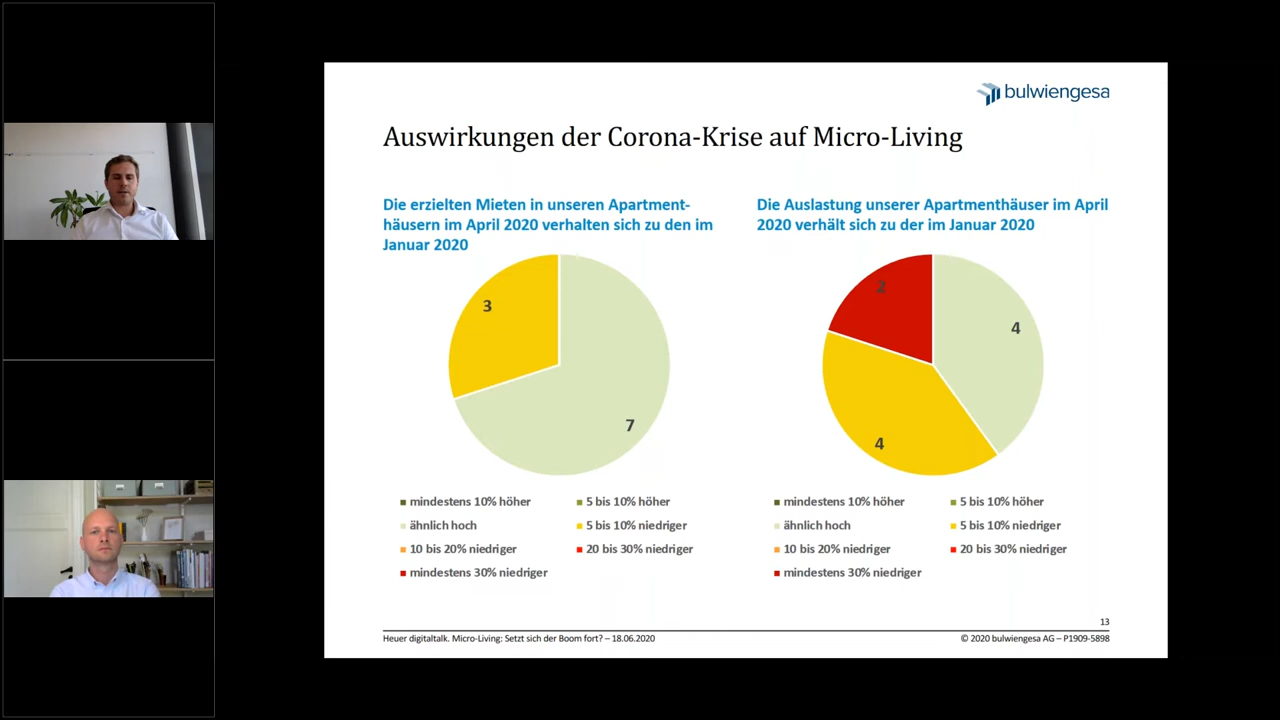 bulwiengesa
Auswirkungen der Corona-Krise auf Micro-Living
Die erzielten Mieten in unseren Apartment-
häusern im April 2020 verhalten sich zu den im
Januar 2020
3
7
mindestens 10% höher
5 bis 10% höher
ähnlich hoch
5 bis 10% niedriger
10 bis 20% niedriger
20 bis 30% niedriger
mindestens 30% niedriger
Die Auslastung unserer Apartmenthäuser im April
2020 verhält sich zu der im Januar 2020
2
4
4
mindestens 10% höher
5 bis 10% höher
ähnlich hoch
5 bis 10% niedriger
10 bis 20% niedriger
20 bis 30% niedriger
mindestens 30% niedriger
13
Heuer digitaltalk. Micro-Living: Setzt sich der Boom fort? – 18.06.2020
© 2020 bulwiengesa AG – P1909-5898